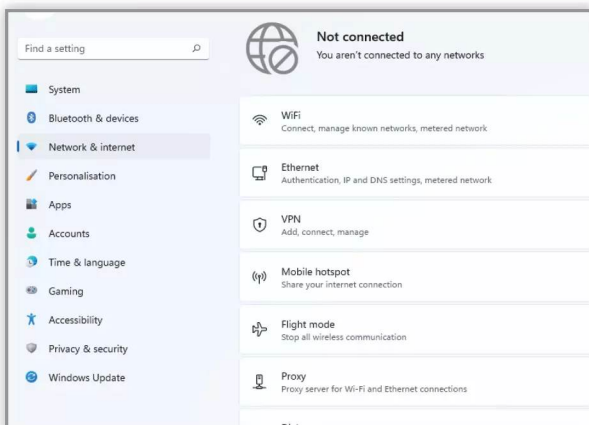 Find a setting
System
Bluetooth & devices
Network & internet
Personalisation
Apps
Accounts
Time & language
Gaming
Accessibility
Privacy & security
Windows Update
Not connected
You aren't connected to any networks
WiFi
Connect, manage known networks, metered network
Ethernet
Authentication, IP and DNS settings, metered network
VPN
Add, connect, manage
Mobile hotspot
Share your internet connection
Flight mode
Stop all wireless communication
Proxy
Proxy server for Wi-Fi and Ethernet connections